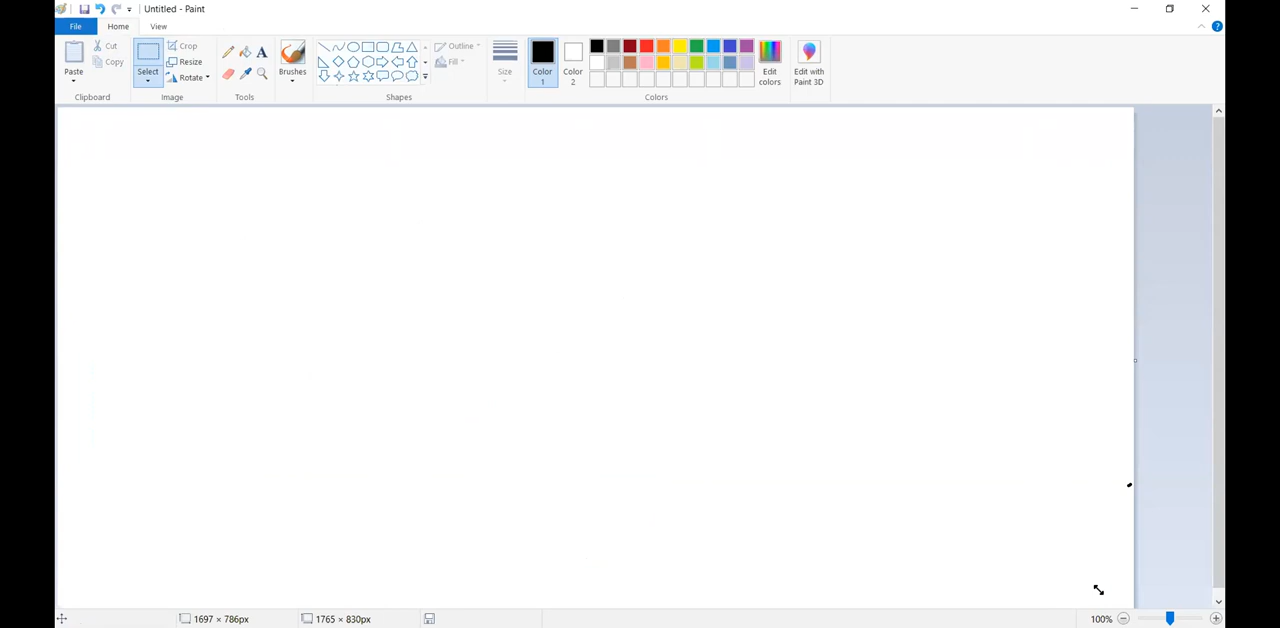 Untitled - Paint
File Home View
Paste
Cut
Copy
Clipboard
Select
Crop
Resize
Rotate
Image
Tools
Brushes
Shapes
Outline
Fill
Size
Color
1
Color
2
Colors
Edit
colors
Edit with
Paint 3D
1697 × 786px
1765 × 830px
100%